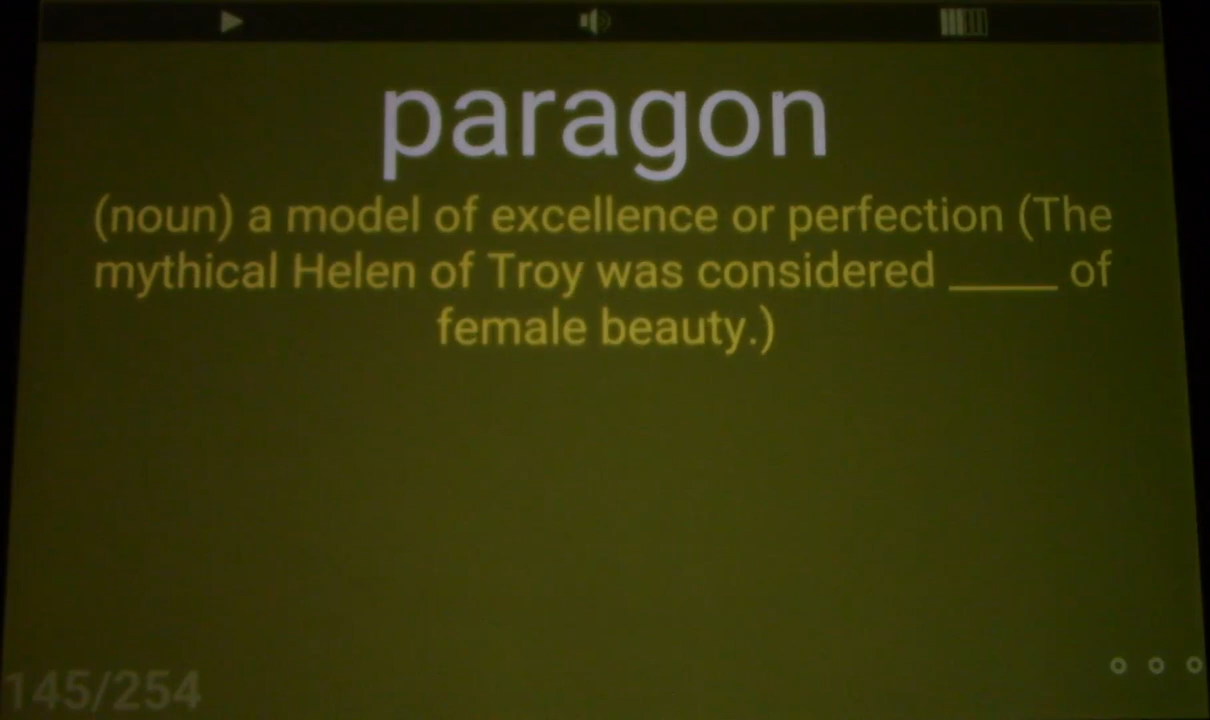 paragon
(noun) a model of excellence or perfection (The
mythical Helen of Troy was considered _____ of
female beauty.)
145/254